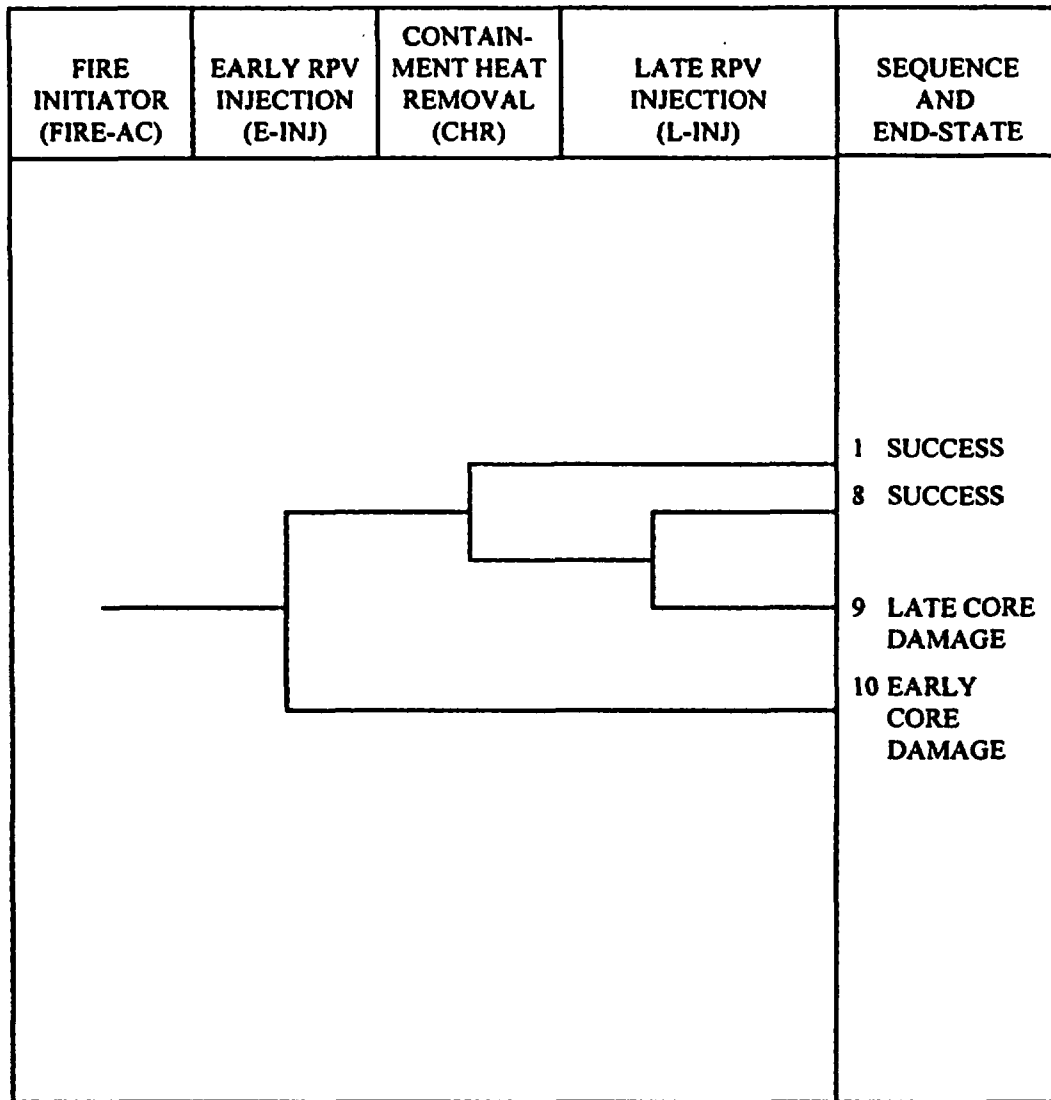 FIRE
INITIATOR
(FIRE-AC)
EARLY RPV
INJECTION
(E-INJ)
CONTAIN-
MENT HEAT
REMOVAL
(CHR)
LATE RPV
INJECTION
(L-INJ)
SEQUENCE
AND
END-STATE
1 SUCCESS
8 SUCCESS
9 LATE CORE
DAMAGE
10 EARLY
CORE
DAMAGE